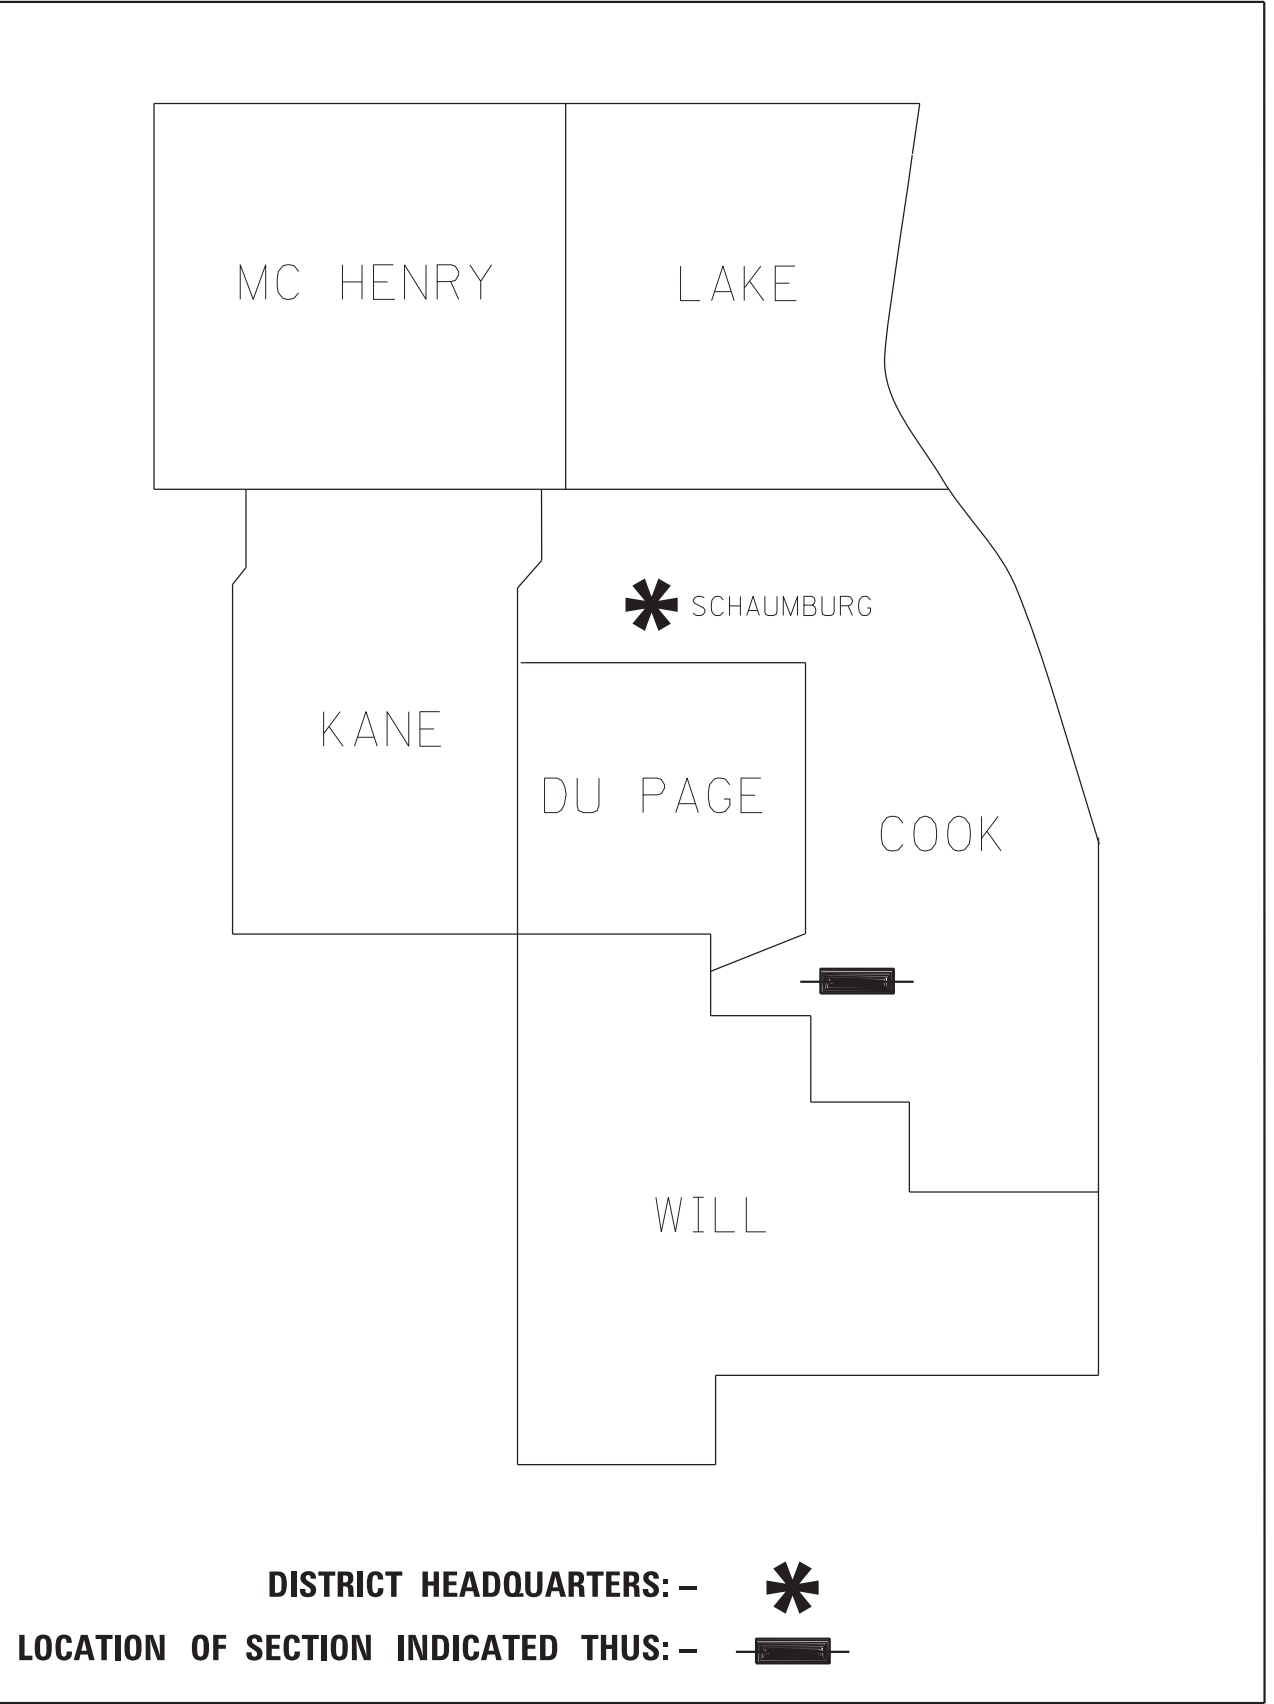 MC HENRY
LAKE
SCHAUMBURG
KANE
DU PAGE
COOK
WILL
DISTRICT HEADQUARTERS: –
LOCATION OF SECTION INDICATED THUS: –